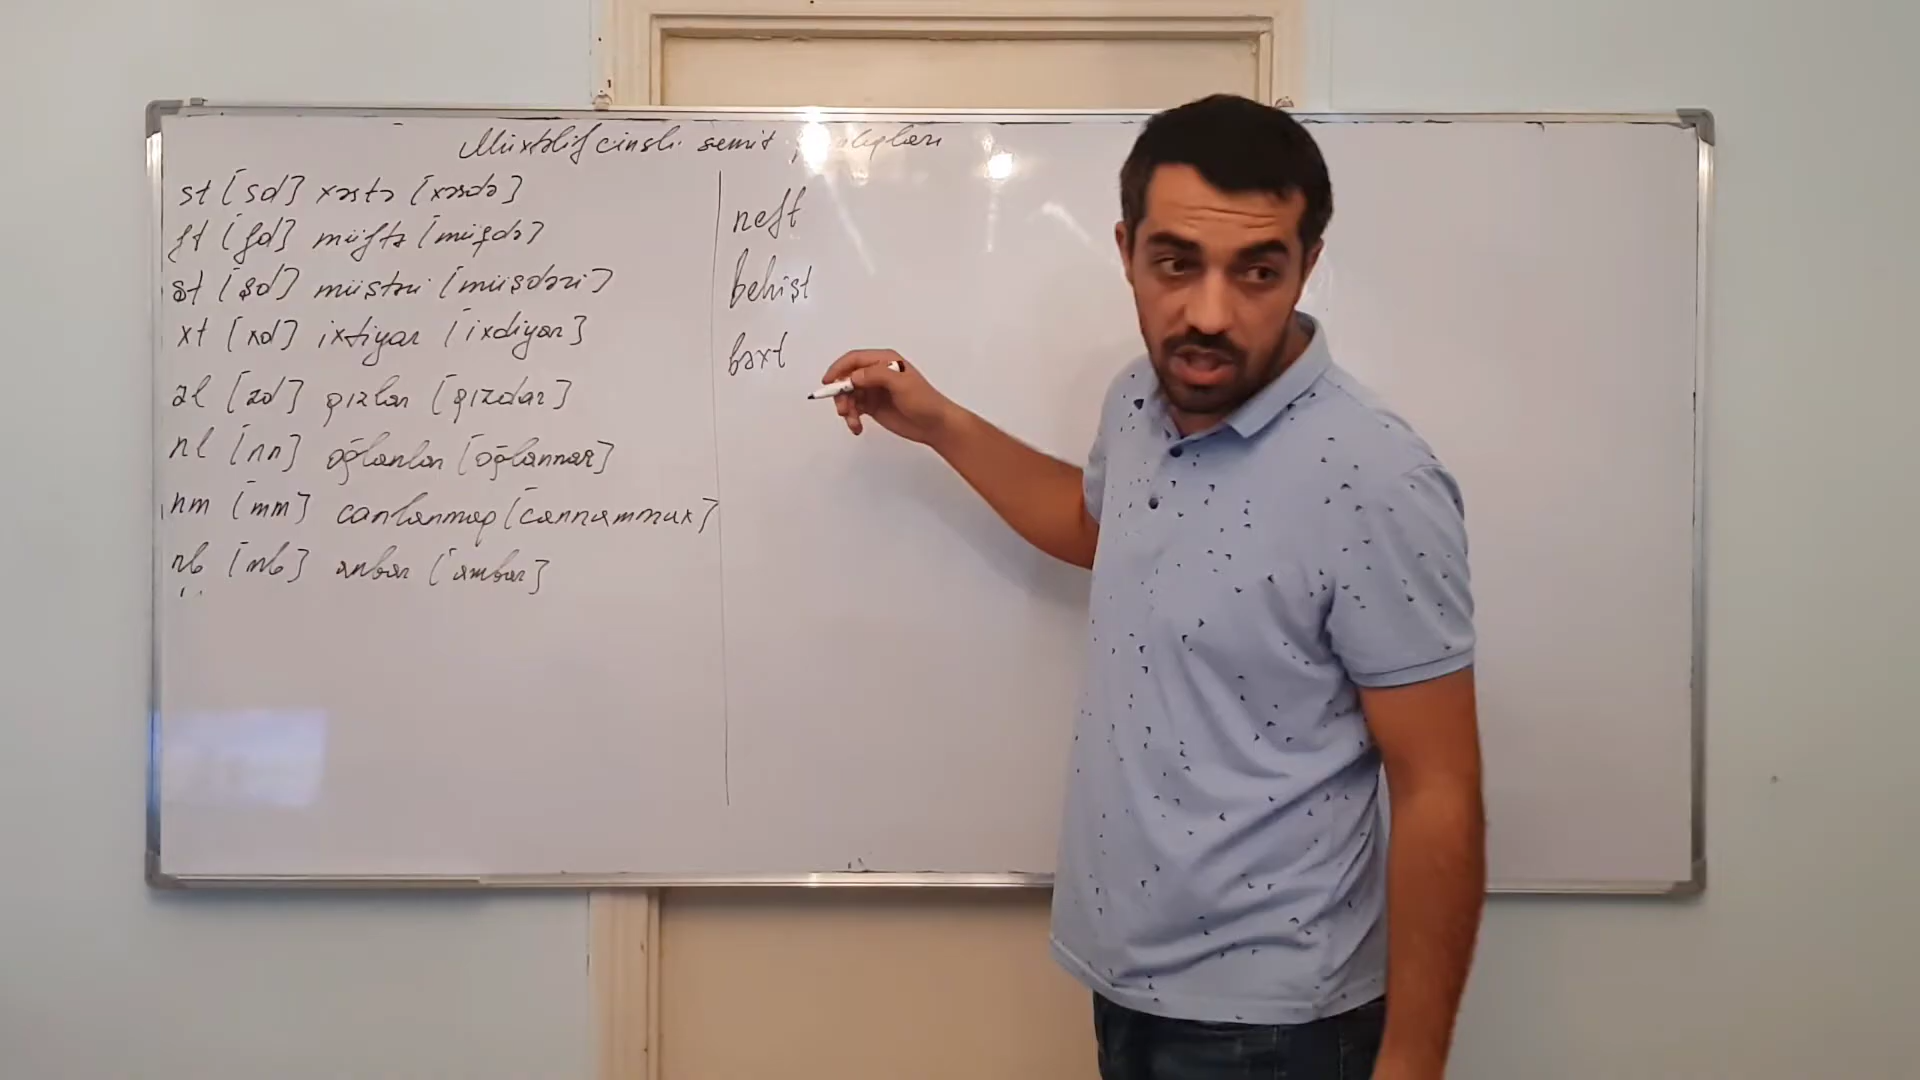 Müxtəlif cinsli samit
st [sd] xəstə [xəsdə]
ft [fd] müftə [müfdə]
şt [şd] müştəri [müşdəri]
xt [xd] ixtiyar [ixdiyar]
zl [zd] qızlar [qızdar]
nl [nn] oğlanlar [oğlannar]
nm [mm] canlanmaq [cannammax]
nb [mb] anbar [ambar]
neft
behişt
bəxt